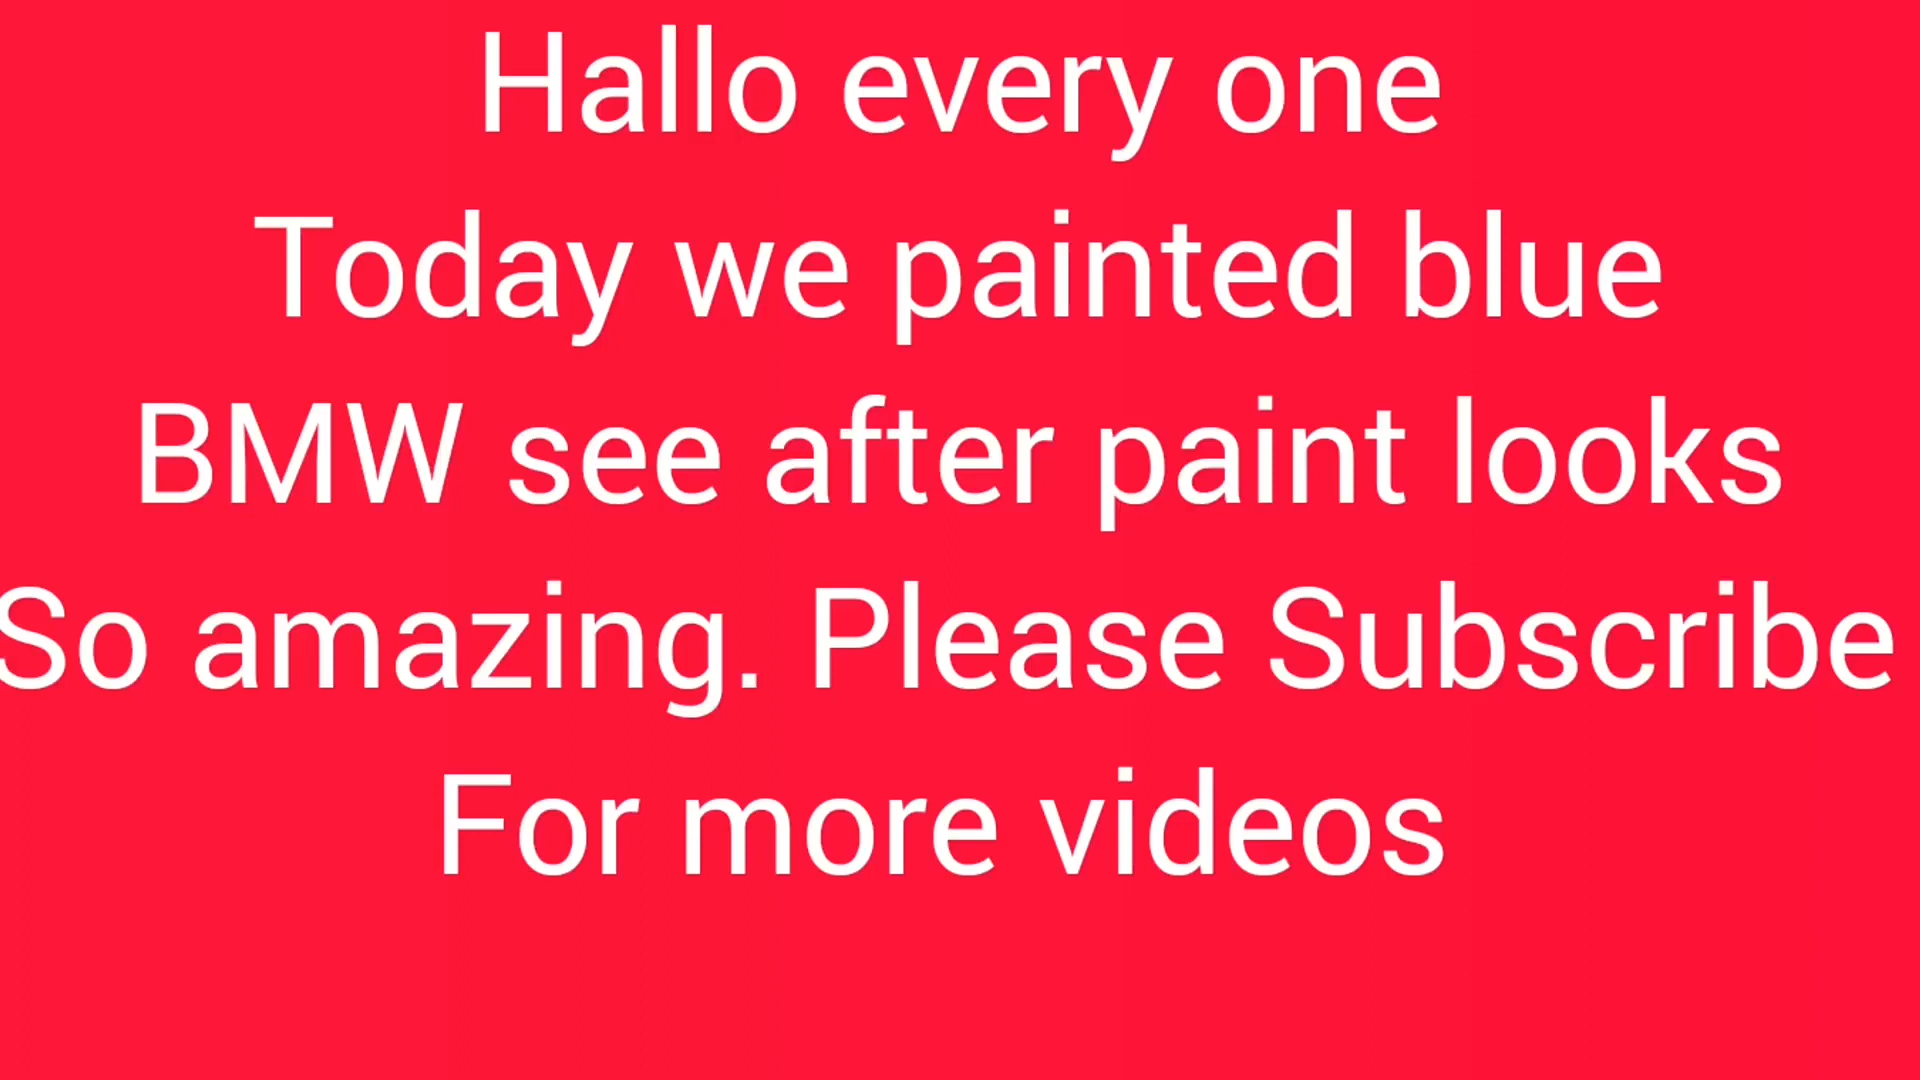 Hallo every one
Today we painted blue
BMW see after paint looks
So amazing. Please Subscribe
For more videos